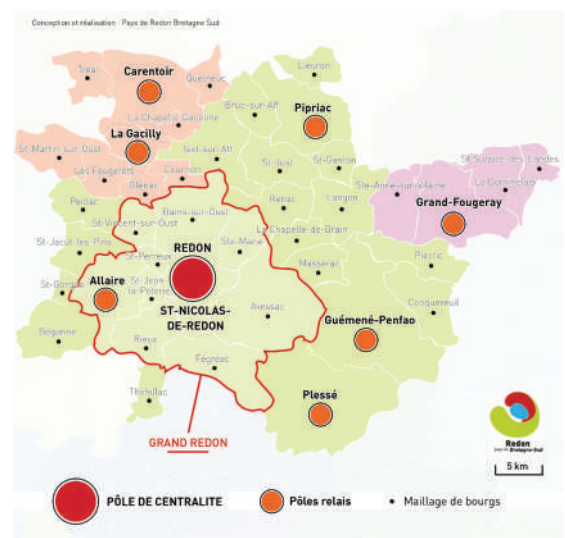 Conception et réalisation : Pays de Redon Bretagne Sud
Lieuron
Tréal
Carentoir
Quelneuc
Bruc-sur-Aff
Pipriac
La Chapelle Gaceline
La Gacilly
St-Martin sur Oust
Sixt-sur-Aff
St-Just
St-Ganton
St-Sulpice-des-Landes
Les Fougerêts
Cournon
Glénac
Ste-Anne-sur-Vilaine
La Dominelais
Peillac
Renac
Langon
Grand-Fougeray
Bains-sur-Oust
St-Vincent-sur-Oust
St-Jacut-les-Pins
REDON
Ste-Marie
La Chapelle-de-Brain
St-Perreux
Massérac
Pierric
Allaire
St-Jean
la-Poterie
St-Gorgon
ST-NICOLAS-
DE-REDON
Avessac
Guémené-Penfao
Conquereuil
Béganne
Rieux
Fégréac
Théhillac
Plessé
GRAND REDON
Redon
pays de Bretagne-Sud
5 km
PÔLE DE CENTRALITE
Pôles relais
Maillage de bourgs